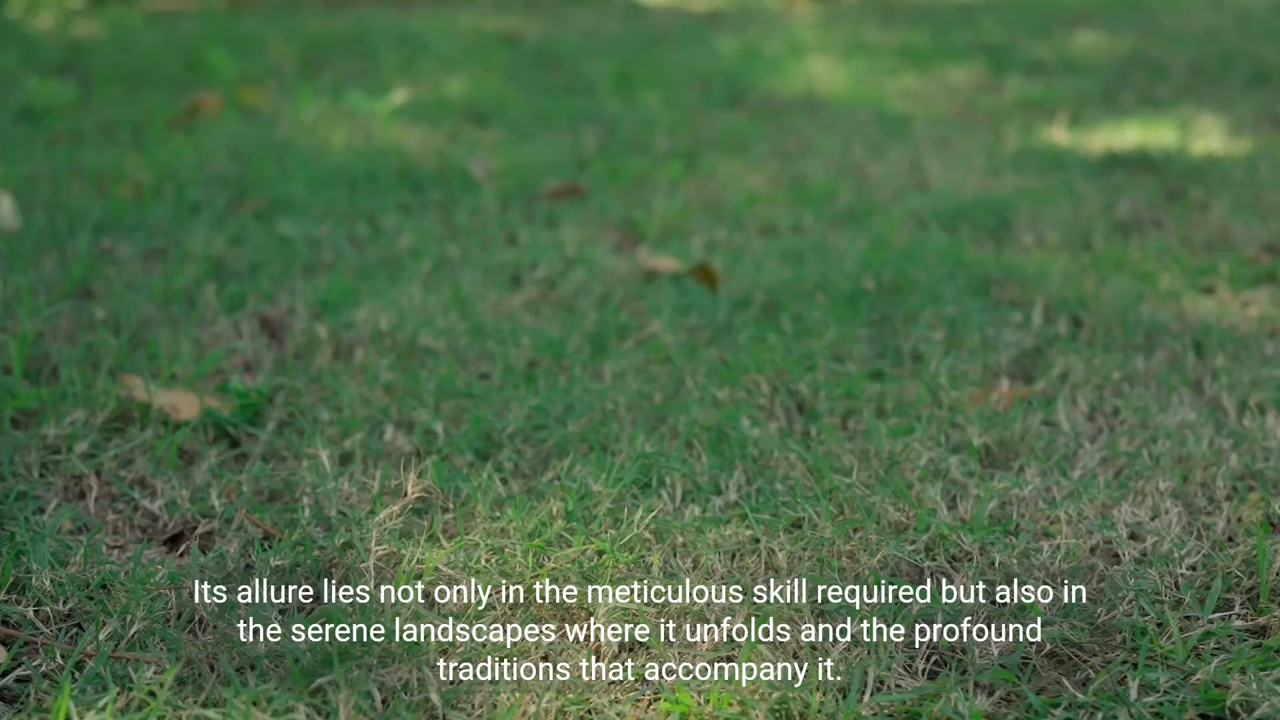 Its allure lies not only in the meticulous skill required but also in
the serene landscapes where it unfolds and the profound
traditions that accompany it.